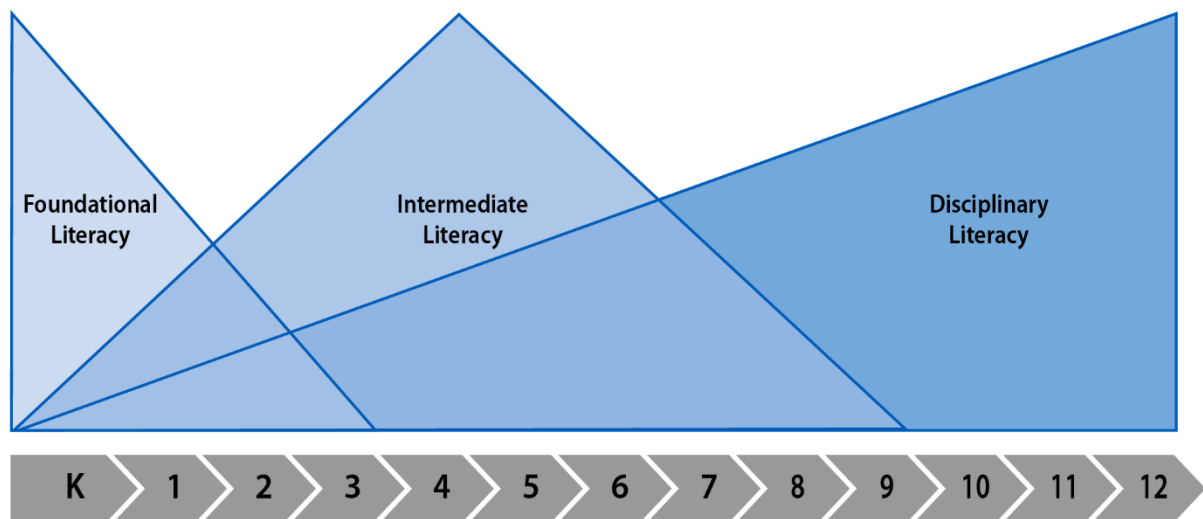 Foundational
Literacy
Intermediate
Literacy
Disciplinary
Literacy
K 1 2 3 4 5 6 7 8 9 10 11 12